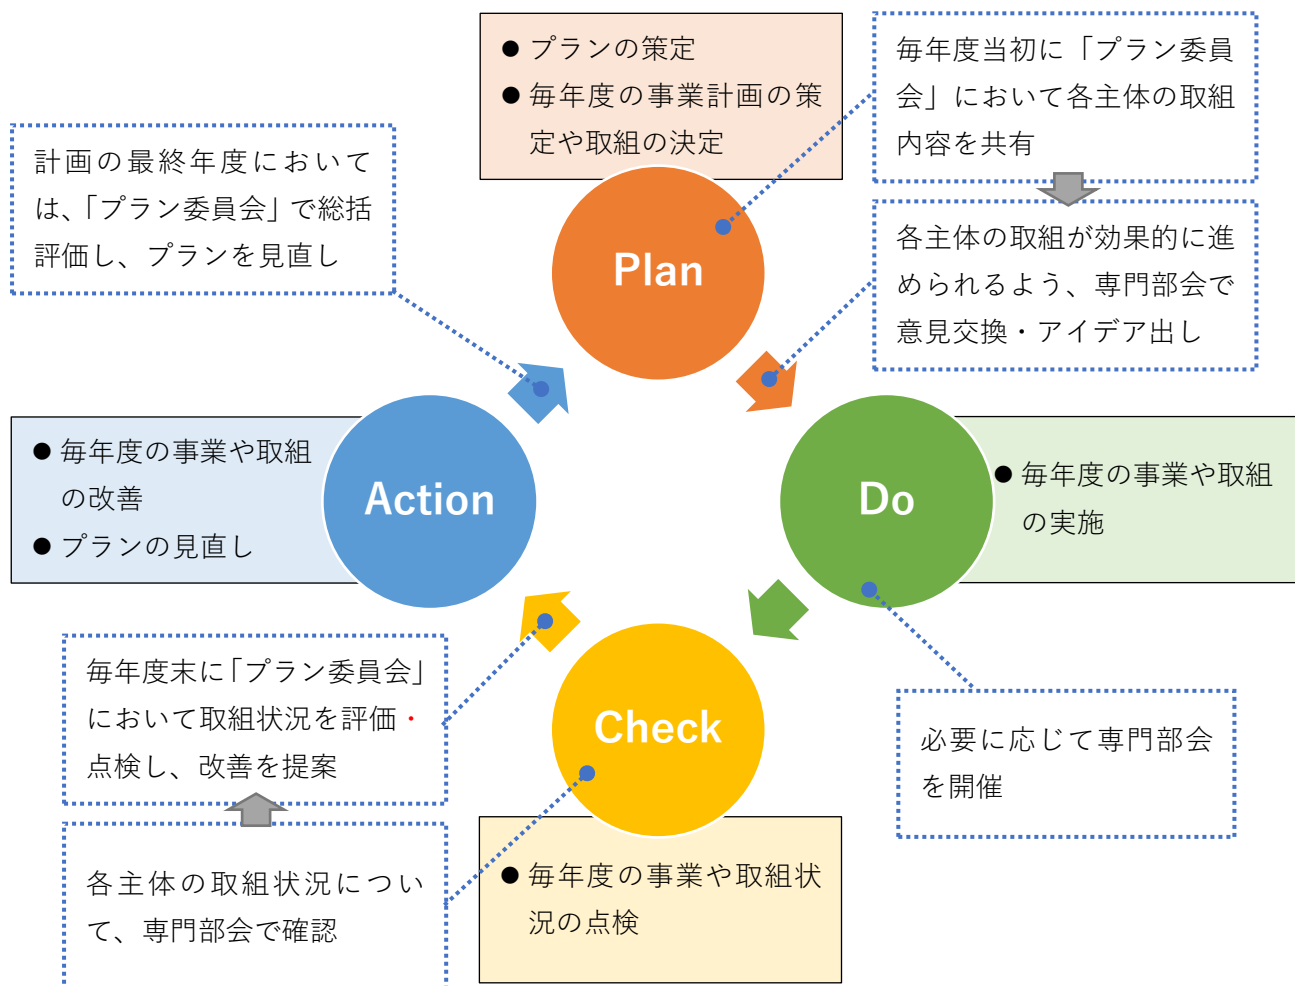 ● プランの策定
● 毎年度の事業計画の策
定や取組の決定
毎年度当初に「プラン委員
会」において各主体の取組
内容を共有
計画の最終年度において
は、「プラン委員会」で総括
評価し、プランを見直し
Plan
各主体の取組が効果的に進
められるよう、専門部会で
意見交換・アイデア出し
● 毎年度の事業や取組
の改善
● プランの見直し
Action
Do
● 毎年度の事業や取組
の実施
毎年度末に「プラン委員会」
において取組状況を評価・
点検し、改善を提案
Check
必要に応じて専門部会
を開催
各主体の取組状況につい
て、専門部会で確認
● 毎年度の事業や取組状
況の点検